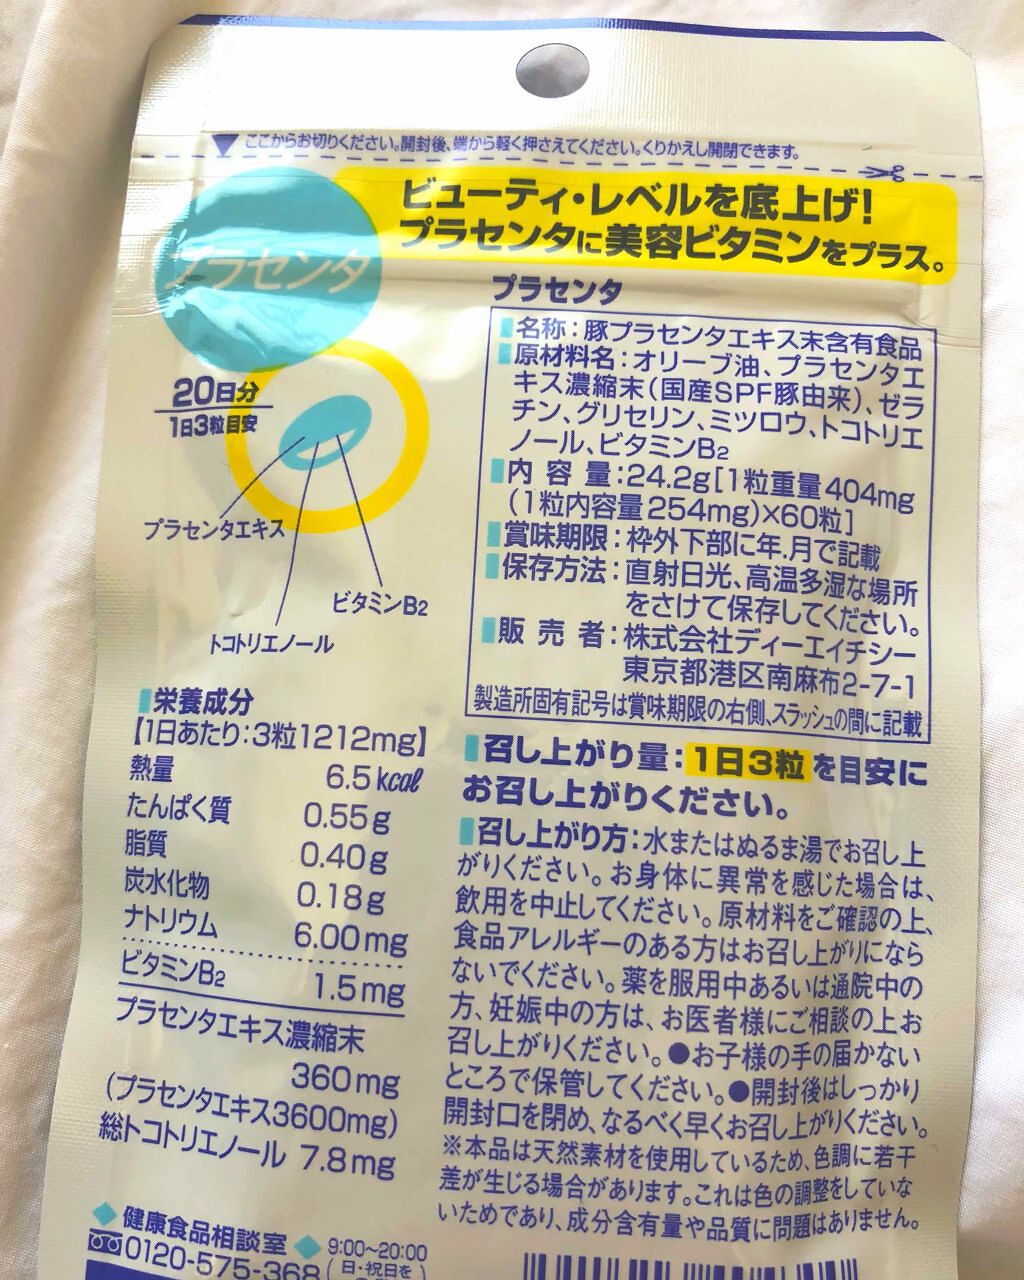 ここからお切りください。開封後、端から軽く押さえてください。くりかえし開閉できます。
ビューティ・レベルを底上げ!
プラセンタに美容ビタミンをプラス。
プラセンタ
20日分
1日3粒目安
プラセンタエキス
ビタミンB2
トコトリエノール
プラセンタ
名称:豚プラセンタエキス末含有食品
原材料名:オリーブ油、プラセンタエ
キス濃縮末(国産SPF豚由来)、ゼラ
チン、グリセリン、ミツロウ、トコトリエ
ノール、ビタミンB2
内容量:24.2g[1粒重量404mg
(1粒内容量254mg)×60粒]
賞味期限:枠外下部に年.月で記載
保存方法:直射日光、高温多湿な場所
をさけて保存してください。
販売者:株式会社ディーエイチシー
東京都港区南麻布2-7-1
製造所固有記号は賞味期限の右側、スラッシュの間に記載
栄養成分
【1日あたり:3粒1212mg】
熱量 6.5kcal
たんぱく質 0.55g
脂質 0.40g
炭水化物 0.18g
ナトリウム 6.00mg
ビタミンB2 1.5mg
プラセンタエキス濃縮末
360mg
(プラセンタエキス3600mg)
総トコトリエノール 7.8mg
召し上がり量:1日3粒を目安に
お召し上がりください。
召し上がり方:水またはぬるま湯でお召し上
がりください。お身体に異常を感じた場合は、
飲用を中止してください。原材料をご確認の上、
食品アレルギーのある方はお召し上がりになら
ないでください。薬を服用中あるいは通院中の
方、妊娠中の方は、お医者様にご相談の上お
召し上がりください。●お子様の手の届かない
ところで保管してください。●開封後はしっかり
開封口を閉め、なるべく早くお召し上がりください。
※本品は天然素材を使用しているため、色調に若干
差が生じる場合があります。これは色の調整をしていな
いためであり、成分含有量や品質に問題はありません。
健康食品相談室
0120-575-368
9:00~20:00
日・祝日を